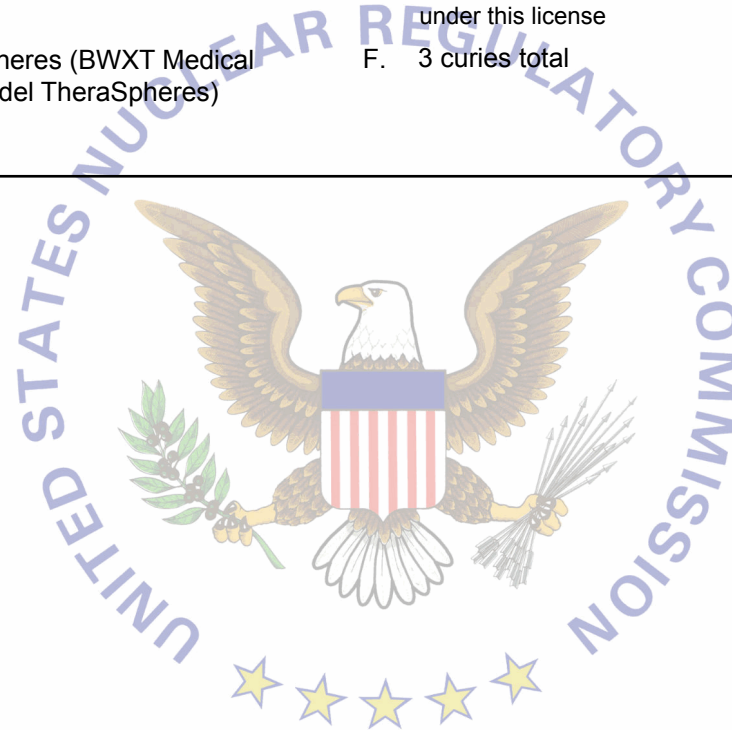 under this license
heres (BWXT Medical
F. 3 curies total
del TheraSpheres)
UNITED STATES NUCLEAR REGULATORY COMMISSION